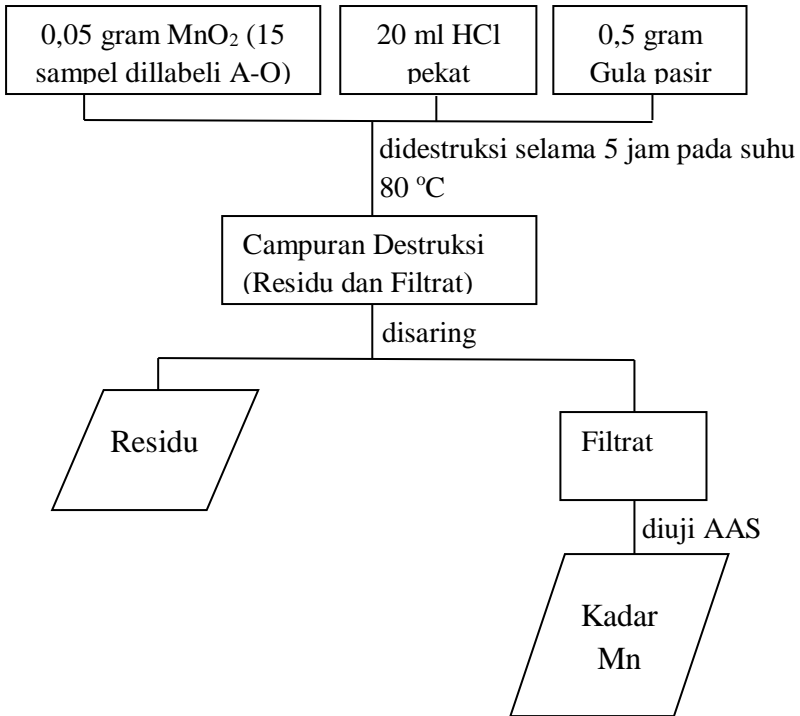 0,05 gram MnO₂ (15
sampel dillabeli A-O)
20 ml HCl
pekat
0,5 gram
Gula pasir
didestruksi selama 5 jam pada suhu
80 °C
Campuran Destruksi
(Residu dan Filtrat)
disaring
Residu
Filtrat
diuji AAS
Kadar
Mn